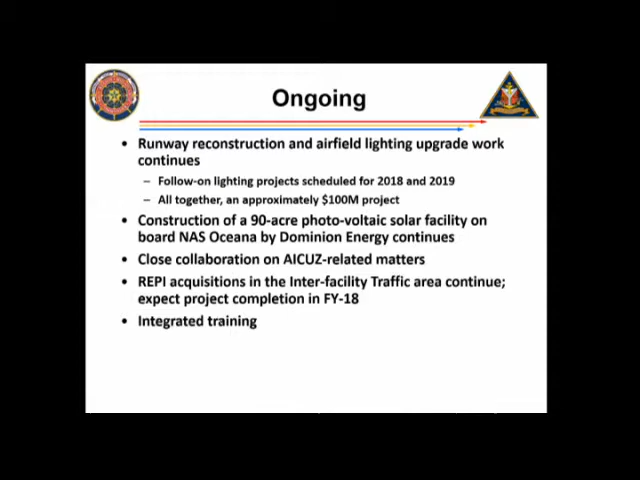 Ongoing
• Runway reconstruction and airfield lighting upgrade work
continues
– Follow-on lighting projects scheduled for 2018 and 2019
– All together, an approximately $100M project
• Construction of a 90-acre photo-voltaic solar facility on
board NAS Oceana by Dominion Energy continues
• Close collaboration on AICUZ-related matters
• REPI acquisitions in the Inter-facility Traffic area continue;
expect project completion in FY-18
• Integrated training